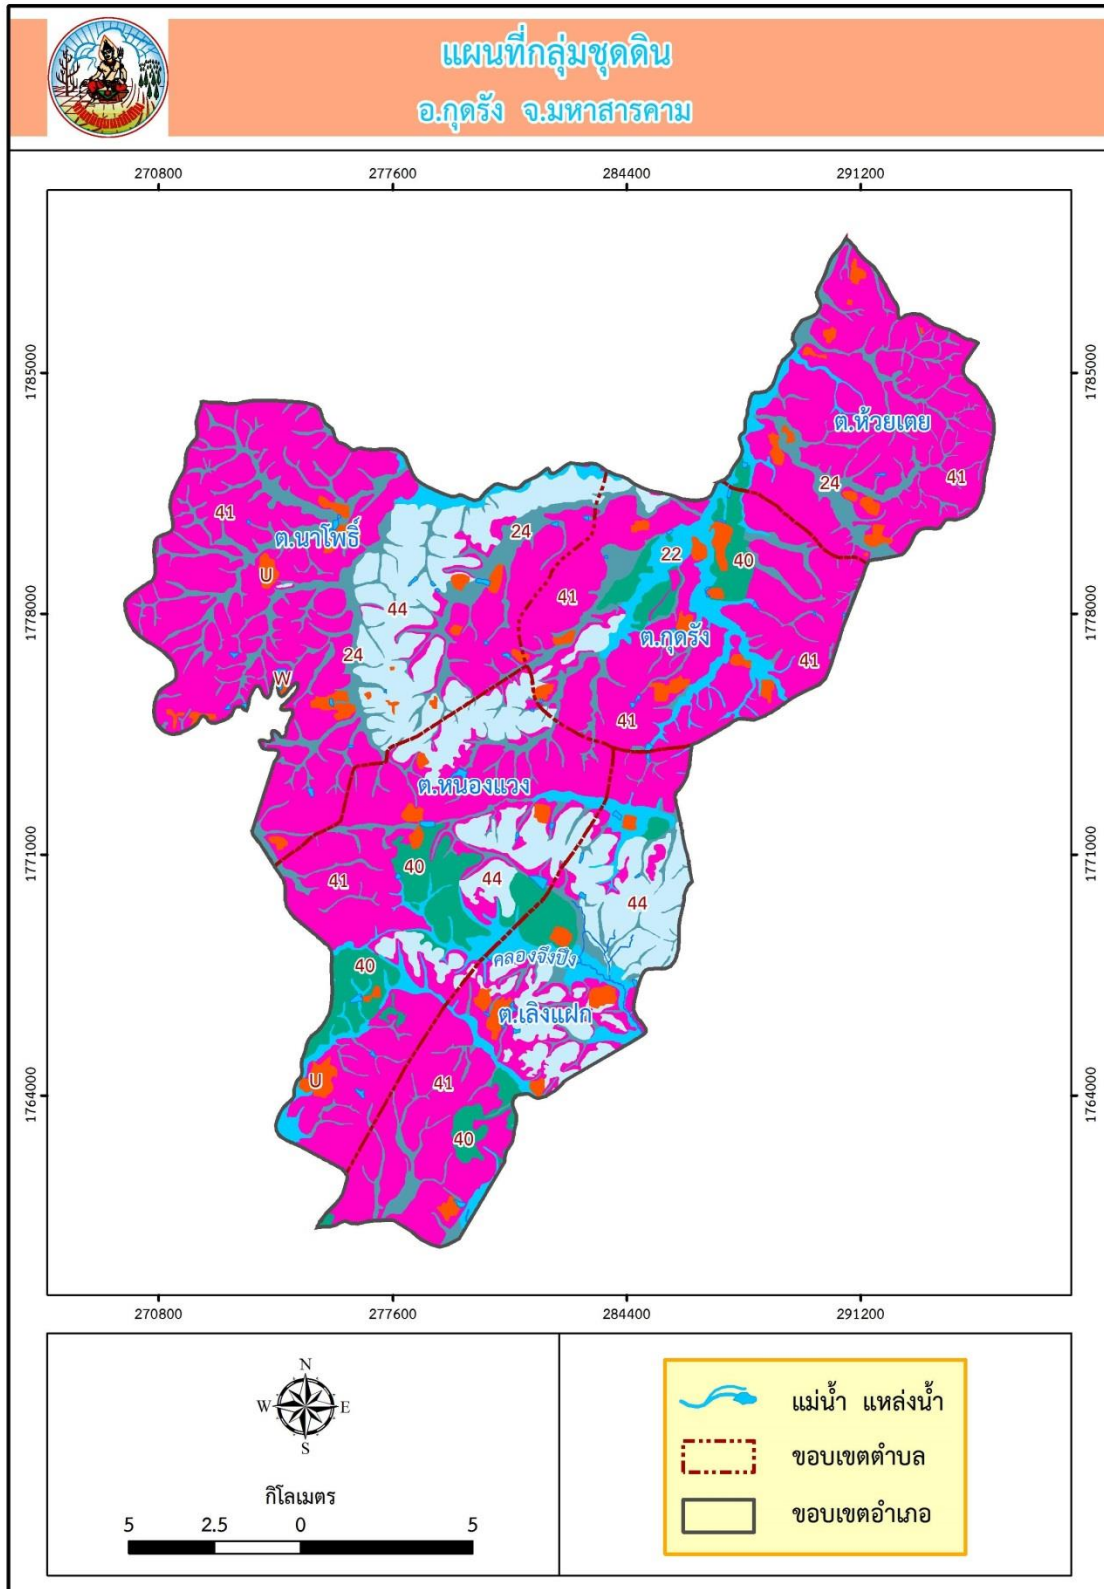 แผนที่กลุ่มชุดดิน
อ.กุดรัง จ.มหาสารคาม
270800 277600 284400 291200
1785000 1785000
ต.ห้วยเตย
24 41
41 24
ต.นาโพธิ์
22 40
U
44 41
ต.กุดรัง
24 41
W
41
ต.หนองแวง
1778000 1778000
1771000 1771000
40 44
41 44
คลองจึงปึง
40
ต.เลิงแฝก
U 41
40
1764000 1764000
270800 277600 284400 291200
N
W E
S
กิโลเมตร
5 2.5 0 5
แม่น้ำ แหล่งน้ำ
ขอบเขตตำบล
ขอบเขตอำเภอ